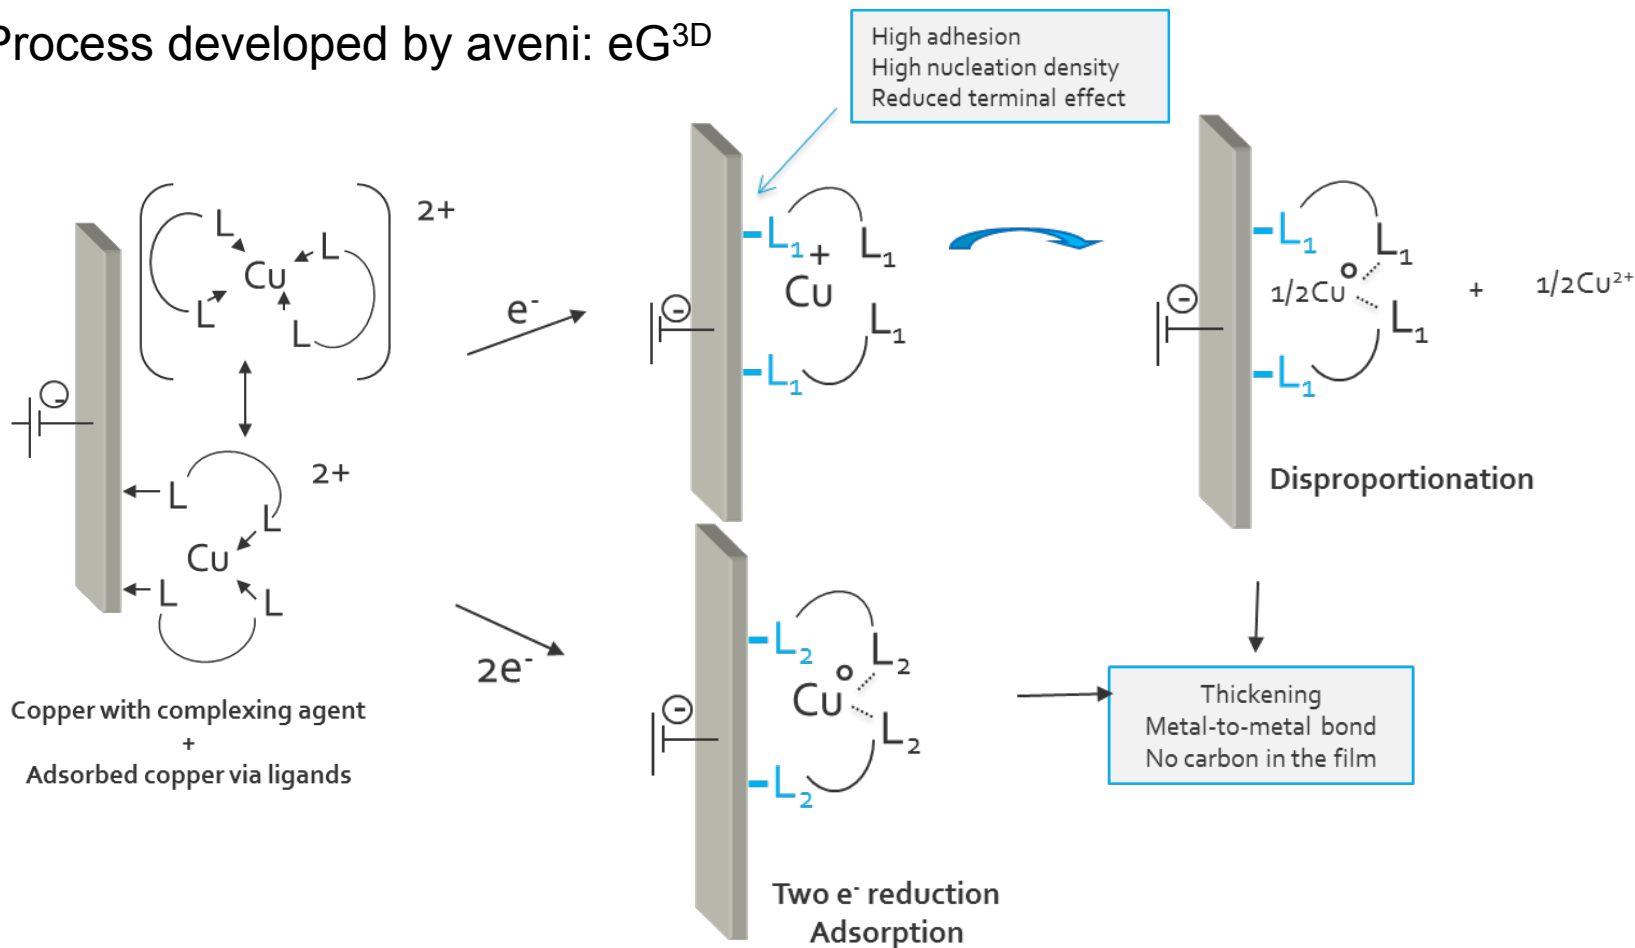 Process developed by aveni: eG3D
High adhesion
High nucleation density
Reduced terminal effect
L
L
Cu
L
L
2+
e-
L1
L1
+
Cu
L1
L1
-
L1
L1
1/2Cu°
L1
L1
-
+
1/2Cu2+
Disproportionation
-
2+
L
L
Cu
L
L
2e-
L2
L2
Cu°
L2
L2
-
Copper with complexing agent
+
Adsorbed copper via ligands
Thickening
Metal-to-metal bond
No carbon in the film
Two e- reduction
Adsorption